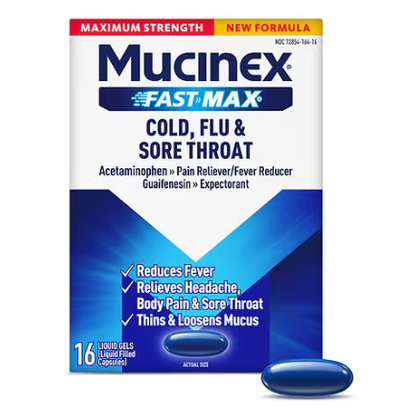 MAXIMUM STRENGTH NEW FORMULA
NDC 72854-164-16
Mucinex®
FAST»MAX®
COLD, FLU &
SORE THROAT
Acetaminophen » Pain Reliever/Fever Reducer
Guaifenesin » Expectorant
✓ Reduces Fever
✓ Relieves Headache,
Body Pain & Sore Throat
✓ Thins & Loosens Mucus
16 LIQUID GELS
(Liquid Filled
Capsules)
ACTUAL SIZE